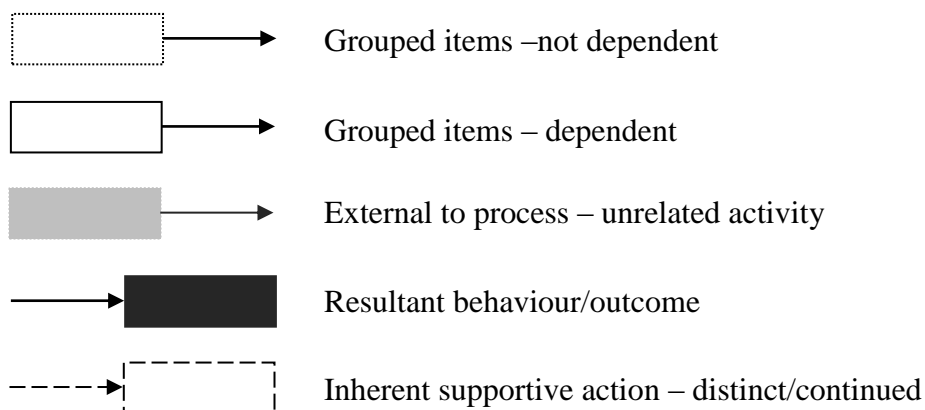 Grouped items –not dependent
Grouped items – dependent
External to process – unrelated activity
Resultant behaviour/outcome
Inherent supportive action – distinct/continued